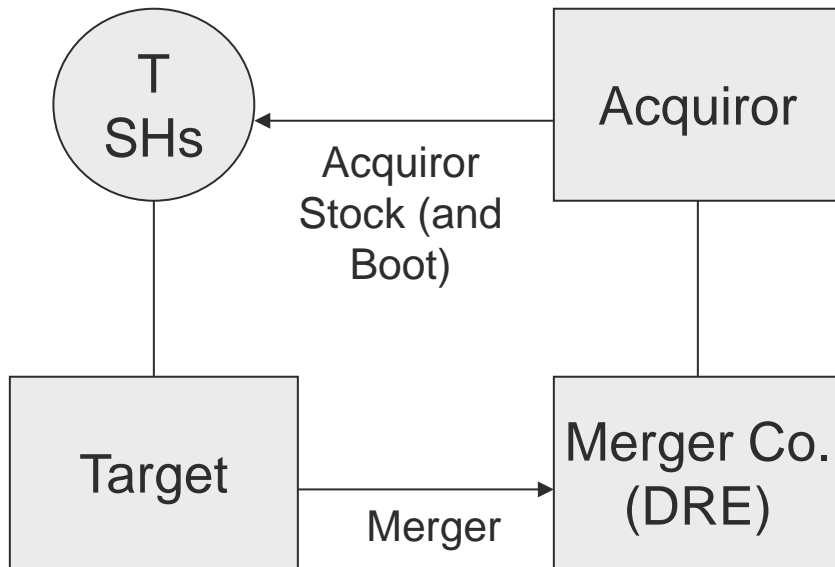 T
SHs
Acquiror
Acquiror
Stock (and
Boot)
Target
Merger
Merger Co.
(DRE)